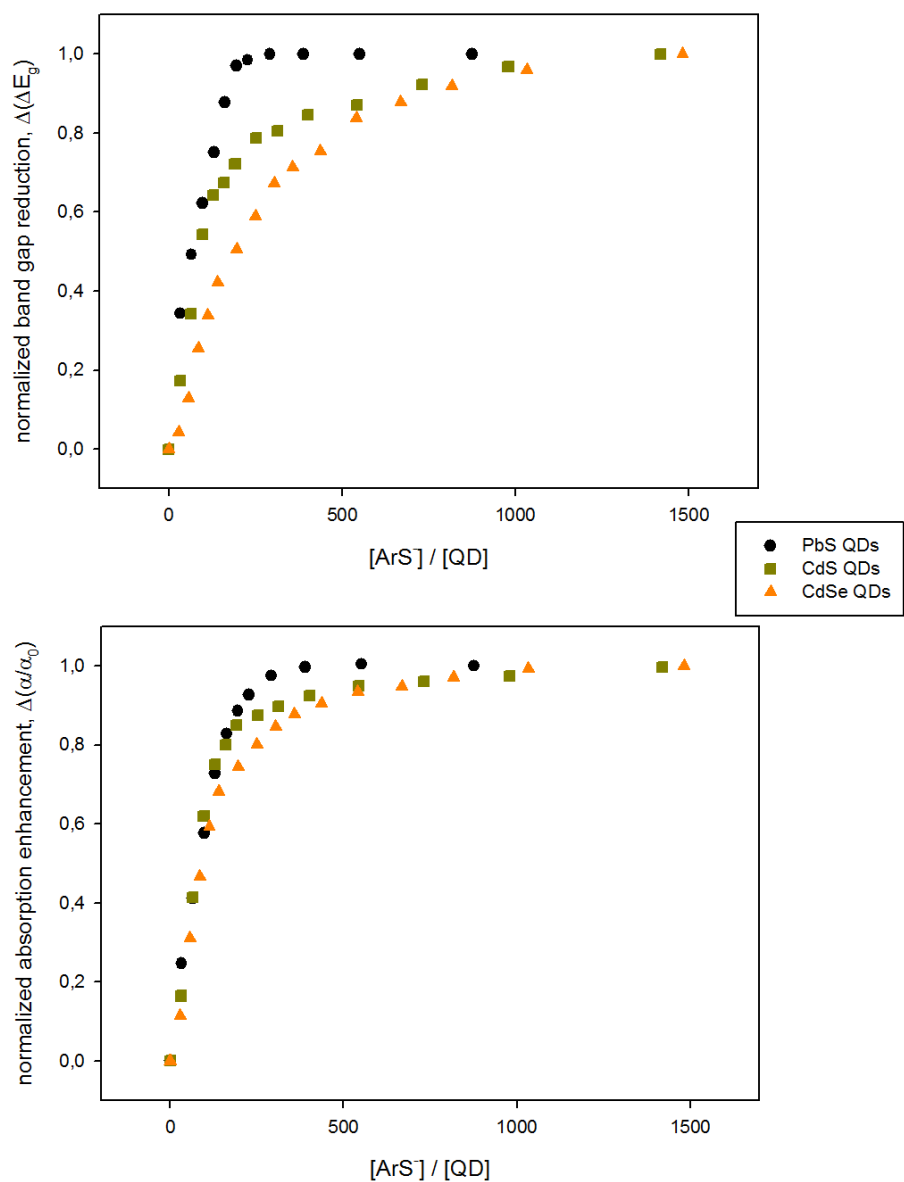 normalized band gap reduction, Δ(ΔEg)
1,0
0,8
0,6
0,4
0,2
0,0
0 500 1000 1500
[ArS-] / [QD]
PbS QDs
CdS QDs
CdSe QDs
normalized absorption enhancement, Δ(α/α0)
1,0
0,8
0,6
0,4
0,2
0,0
0 500 1000 1500
[ArS-] / [QD]